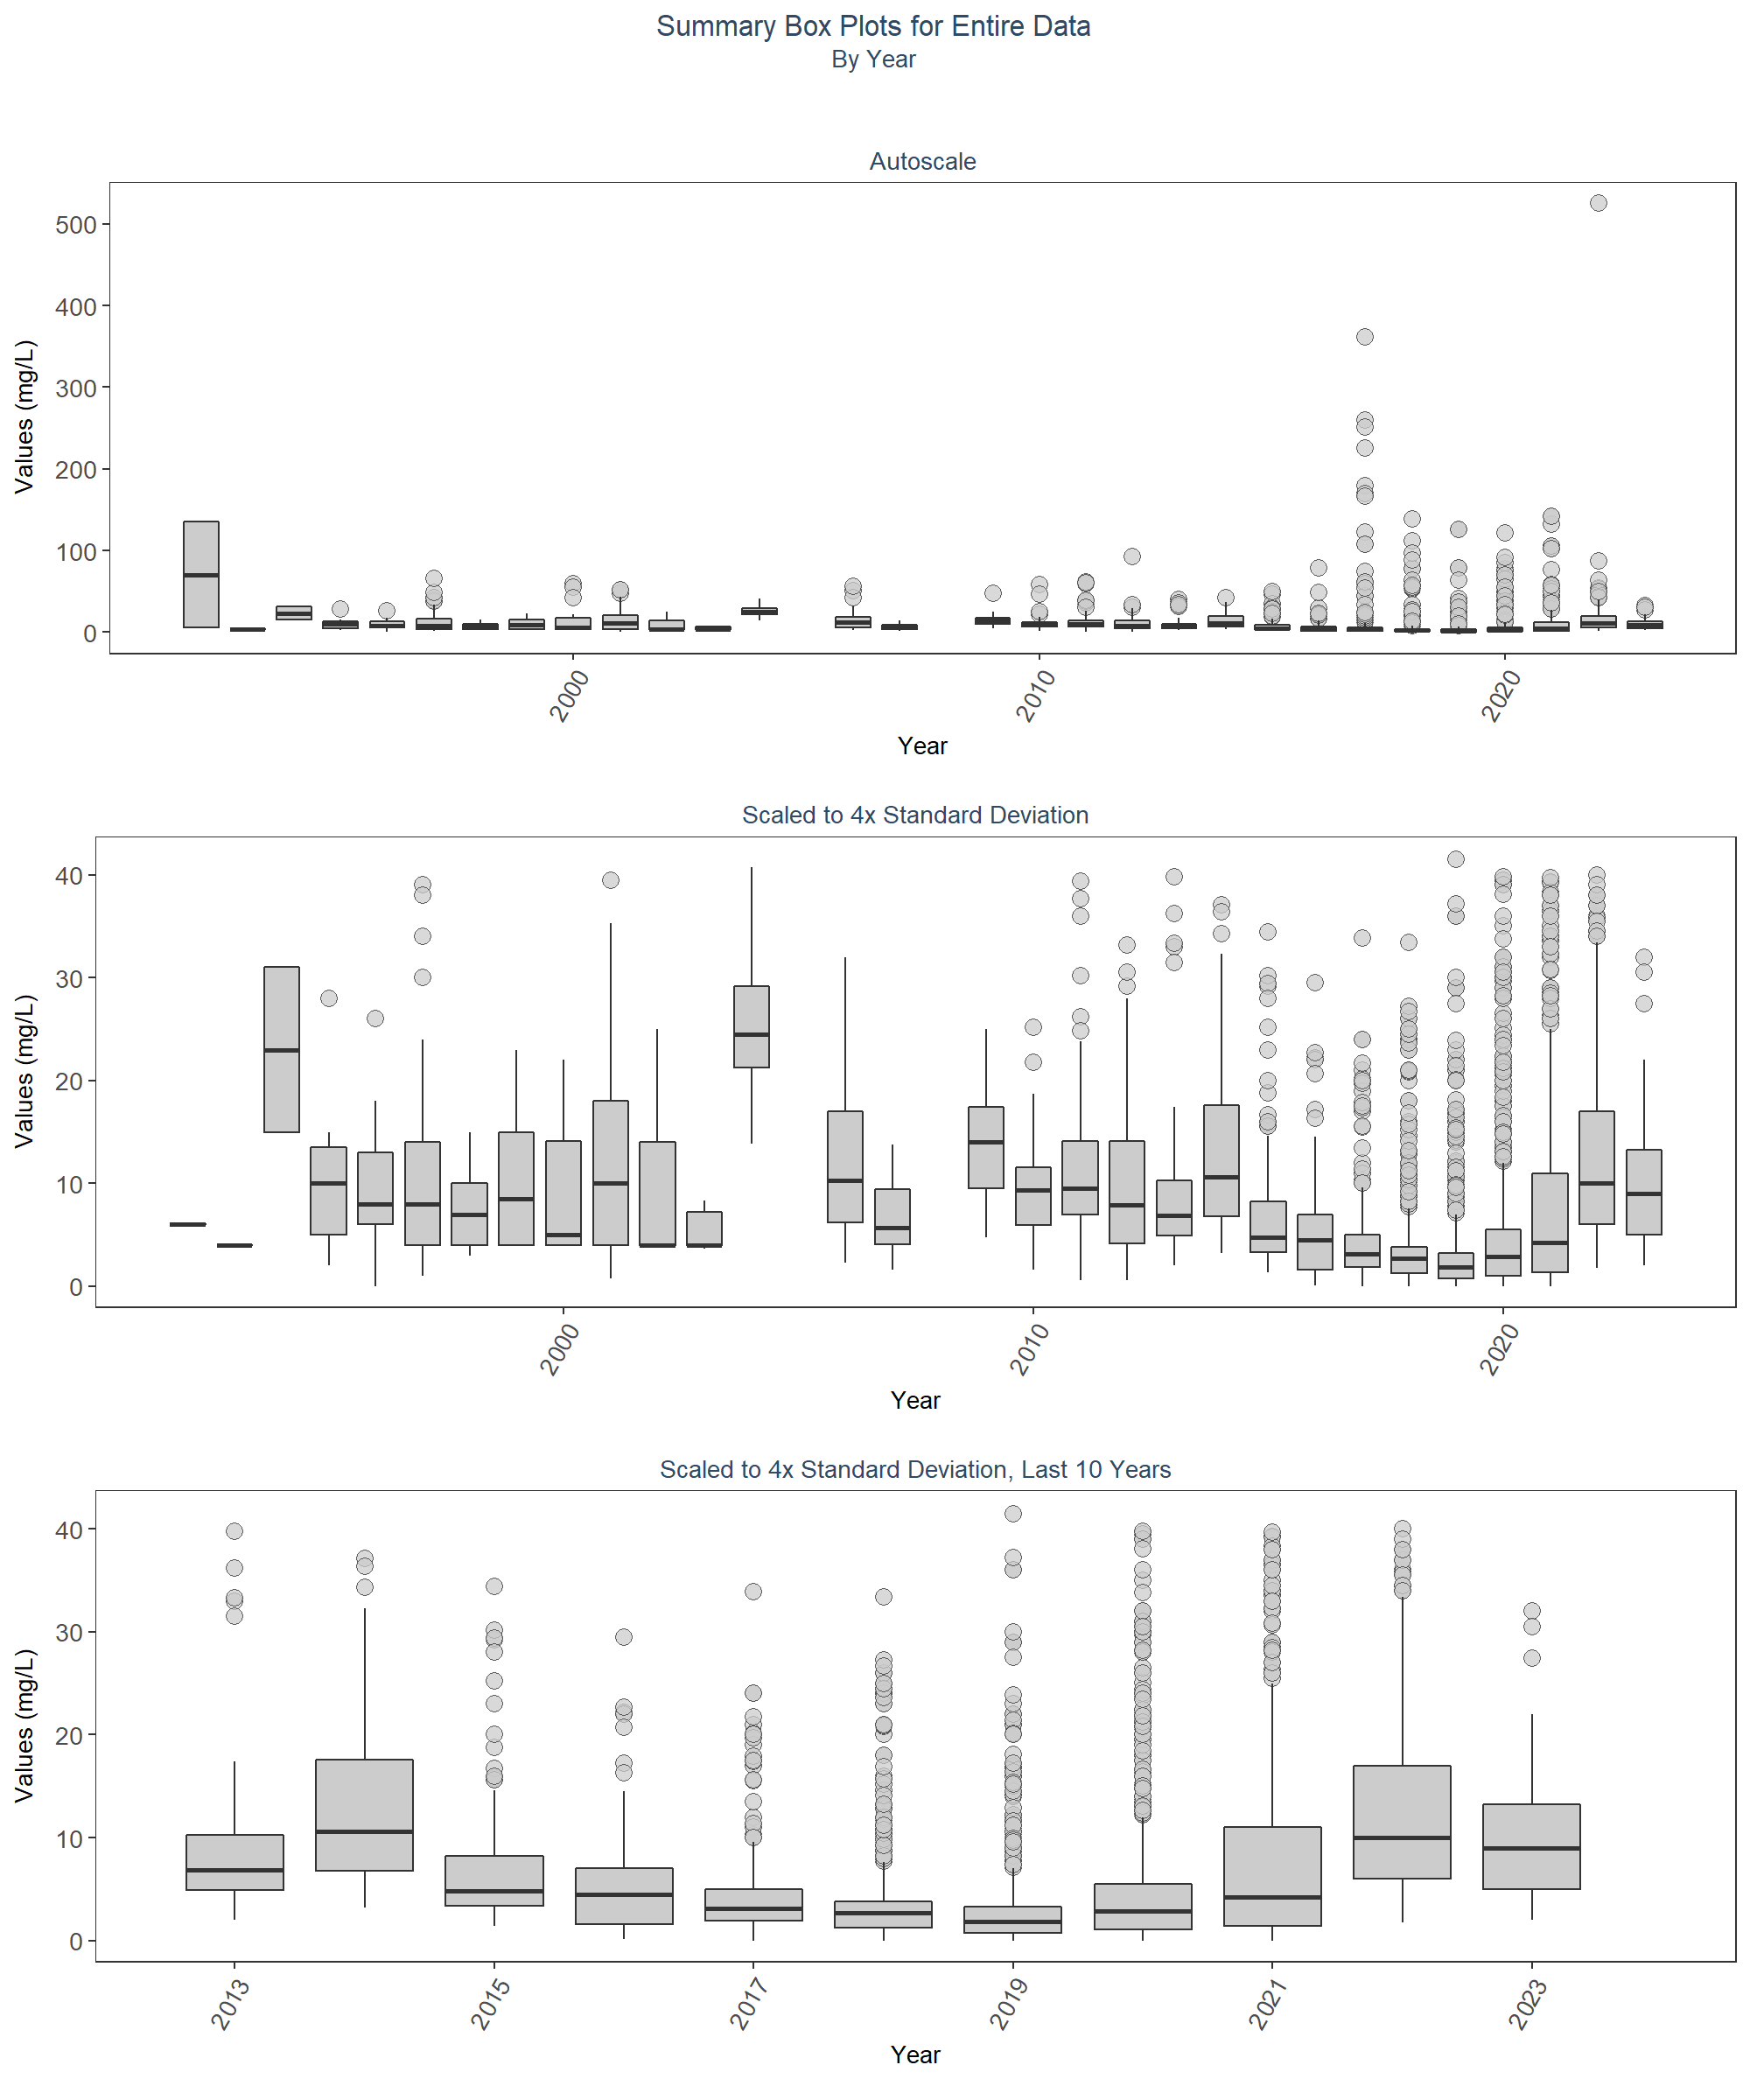 Summary Box Plots for Entire Data
By Year
Autoscale
Values (mg/L)
500
400
300
200
100
0
2000
2010
2020
Year
Scaled to 4x Standard Deviation
Values (mg/L)
40
30
20
10
0
2000
2010
2020
Year
Scaled to 4x Standard Deviation, Last 10 Years
Values (mg/L)
40
30
20
10
0
2013
2015
2017
2019
2021
2023
Year